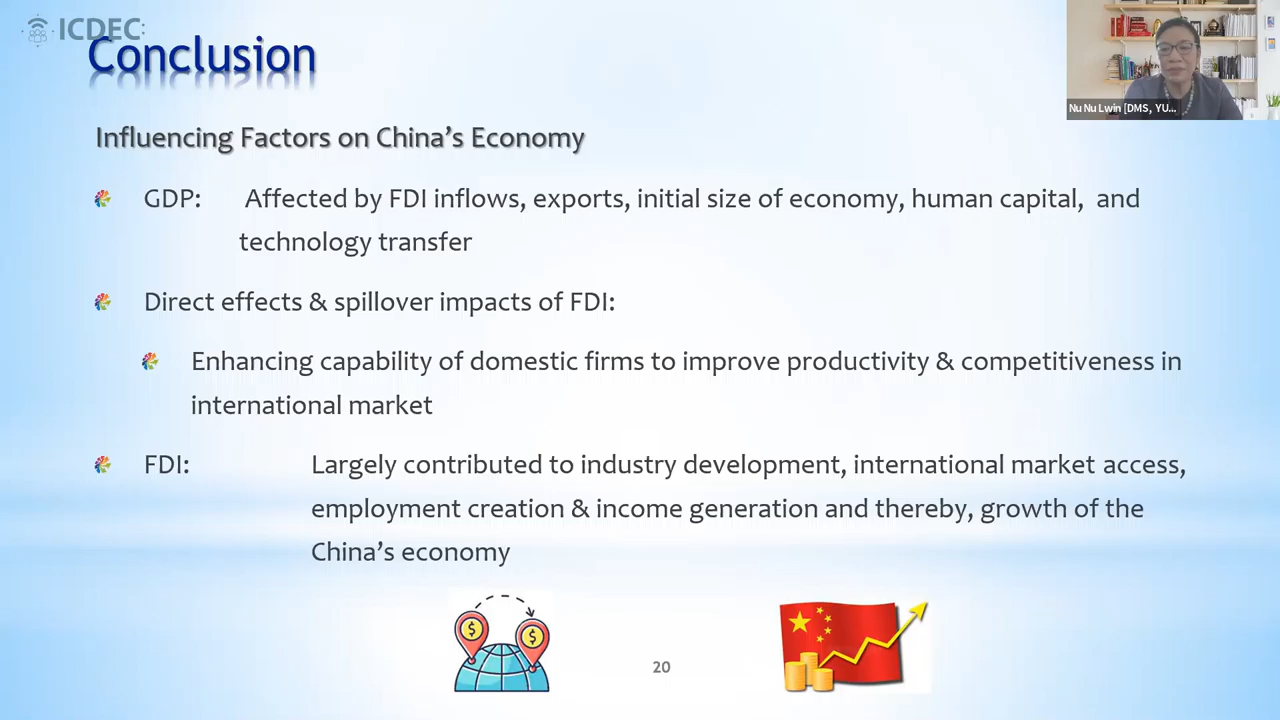 ICDEC
Conclusion
Nu Nu Lwin [DMS, YU...
Influencing Factors on China's Economy
GDP: Affected by FDI inflows, exports, initial size of economy, human capital, and
technology transfer
Direct effects & spillover impacts of FDI:
Enhancing capability of domestic firms to improve productivity & competitiveness in
international market
FDI: Largely contributed to industry development, international market access,
employment creation & income generation and thereby, growth of the
China's economy
$ $
20